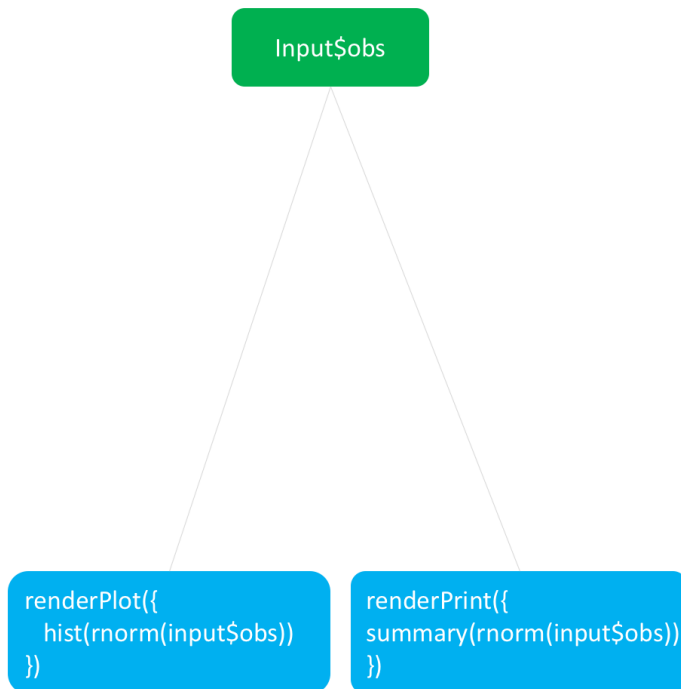 Input$obs
renderPlot({
hist(rnorm(input$obs))
})
renderPrint({
summary(rnorm(input$obs))
})